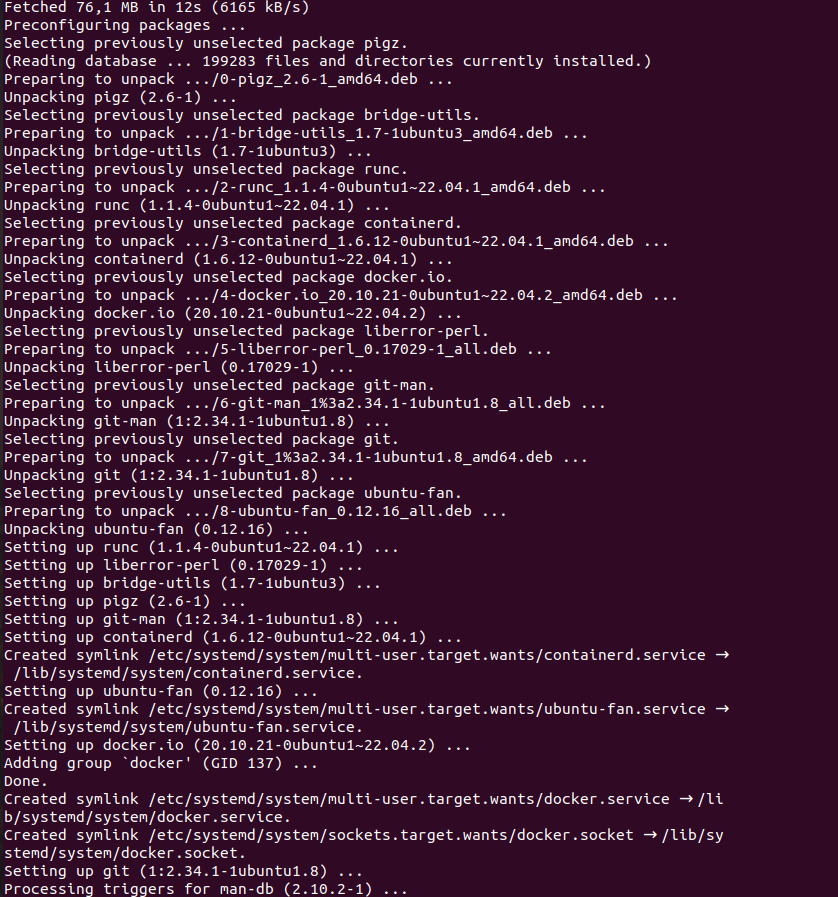 Fetched 76,1 MB in 12s (6165 kB/s)
Preconfiguring packages ...
Selecting previously unselected package pigz.
(Reading database ... 199283 files and directories currently installed.)
Preparing to unpack .../0-pigz_2.6-1_amd64.deb ...
Unpacking pigz (2.6-1) ...
Selecting previously unselected package bridge-utils.
Preparing to unpack .../1-bridge-utils_1.7-1ubuntu3_amd64.deb ...
Unpacking bridge-utils (1.7-1ubuntu3) ...
Selecting previously unselected package runc.
Preparing to unpack .../2-runc_1.1.4-0ubuntu1~22.04.1_amd64.deb ...
Unpacking runc (1.1.4-0ubuntu1~22.04.1) ...
Selecting previously unselected package containerd.
Preparing to unpack .../3-containerd_1.6.12-0ubuntu1~22.04.1_amd64.deb ...
Unpacking containerd (1.6.12-0ubuntu1~22.04.1) ...
Selecting previously unselected package docker.io.
Preparing to unpack .../4-docker.io_20.10.21-0ubuntu1~22.04.2_amd64.deb ...
Unpacking docker.io (20.10.21-0ubuntu1~22.04.2) ...
Selecting previously unselected package liberror-perl.
Preparing to unpack .../5-liberror-perl_0.17029-1_all.deb ...
Unpacking liberror-perl (0.17029-1) ...
Selecting previously unselected package git-man.
Preparing to unpack .../6-git-man_1%3a2.34.1-1ubuntu1.8_all.deb ...
Unpacking git-man (1:2.34.1-1ubuntu1.8) ...
Selecting previously unselected package git.
Preparing to unpack .../7-git_1%3a2.34.1-1ubuntu1.8_amd64.deb ...
Unpacking git (1:2.34.1-1ubuntu1.8) ...
Selecting previously unselected package ubuntu-fan.
Preparing to unpack .../8-ubuntu-fan_0.12.16_all.deb ...
Unpacking ubuntu-fan (0.12.16) ...
Setting up runc (1.1.4-0ubuntu1~22.04.1) ...
Setting up liberror-perl (0.17029-1) ...
Setting up bridge-utils (1.7-1ubuntu3) ...
Setting up pigz (2.6-1) ...
Setting up git-man (1:2.34.1-1ubuntu1.8) ...
Setting up containerd (1.6.12-0ubuntu1~22.04.1) ...
Created symlink /etc/systemd/system/multi-user.target.wants/containerd.service →
 /lib/systemd/system/containerd.service.
Setting up ubuntu-fan (0.12.16) ...
Created symlink /etc/systemd/system/multi-user.target.wants/ubuntu-fan.service →
 /lib/systemd/system/ubuntu-fan.service.
Setting up docker.io (20.10.21-0ubuntu1~22.04.2) ...
Adding group `docker' (GID 137) ...
Done.
Created symlink /etc/systemd/system/multi-user.target.wants/docker.service → /li
b/systemd/system/docker.service.
Created symlink /etc/systemd/system/sockets.target.wants/docker.socket → /lib/sy
stemd/system/docker.socket.
Setting up git (1:2.34.1-1ubuntu1.8) ...
Processing triggers for man-db (2.10.2-1) ...